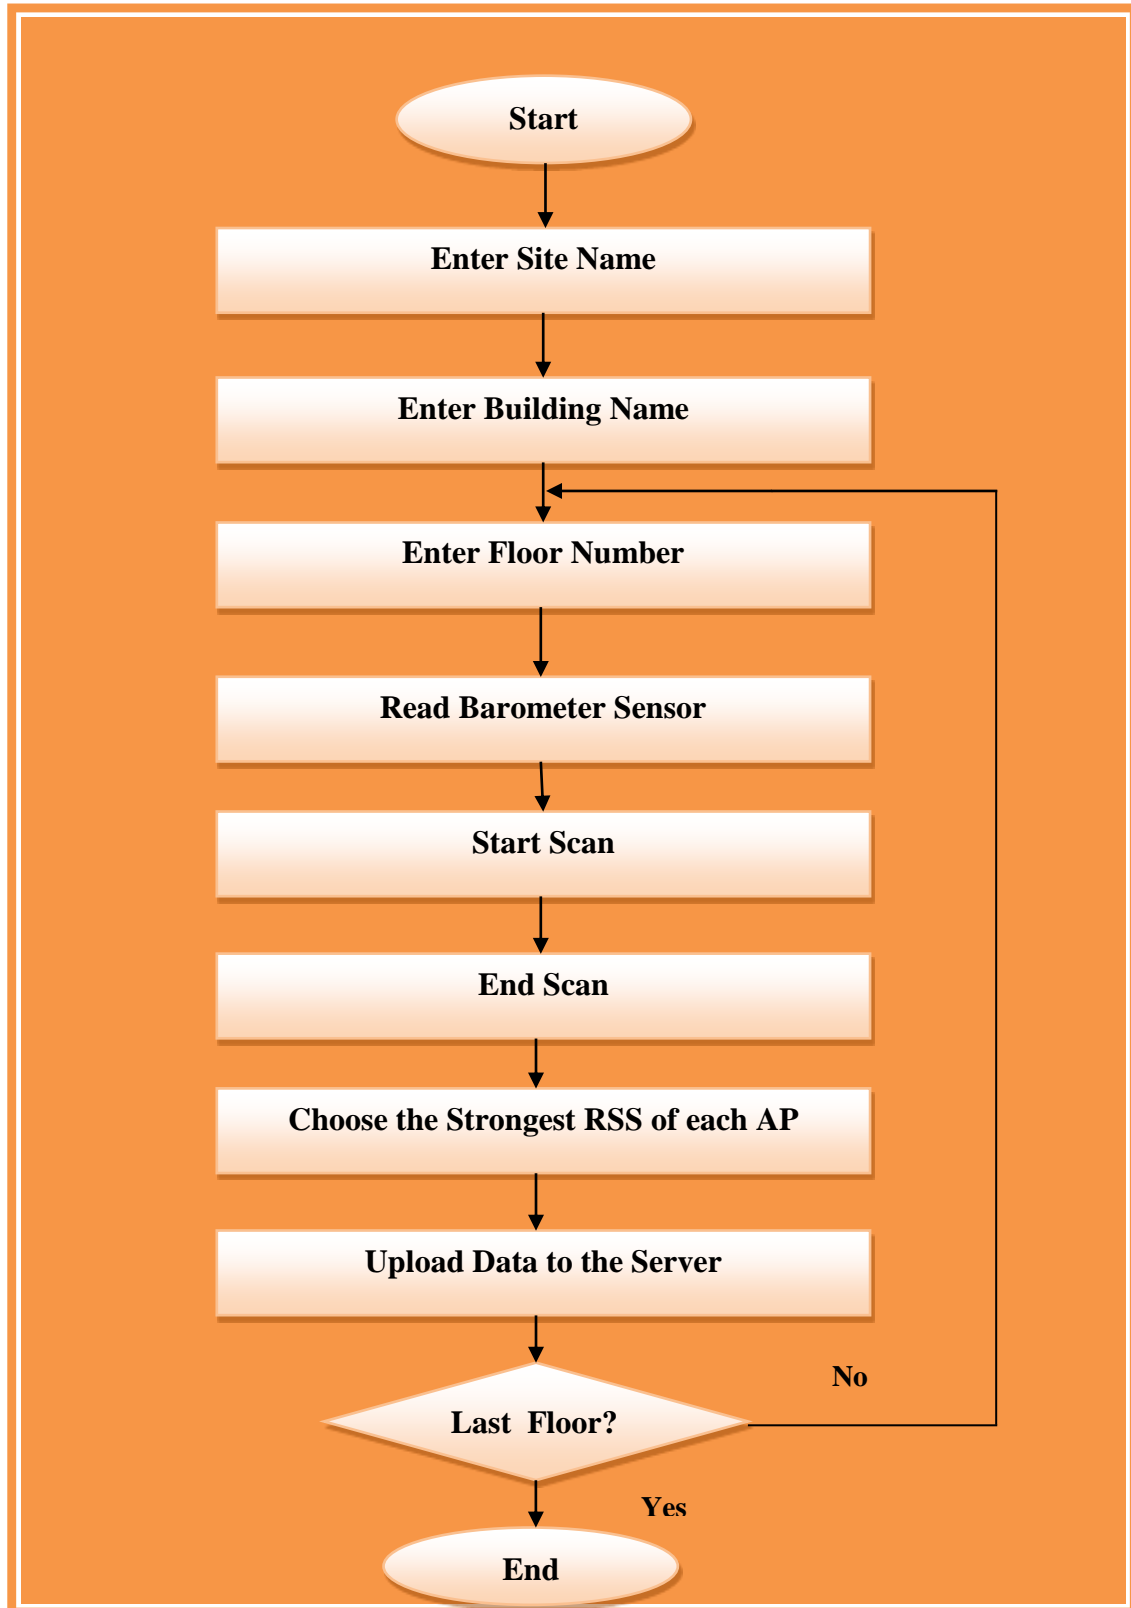 Start
Enter Site Name
Enter Building Name
Enter Floor Number
Read Barometer Sensor
Start Scan
End Scan
Choose the Strongest RSS of each AP
Upload Data to the Server
No
Last  Floor?
Yes
End